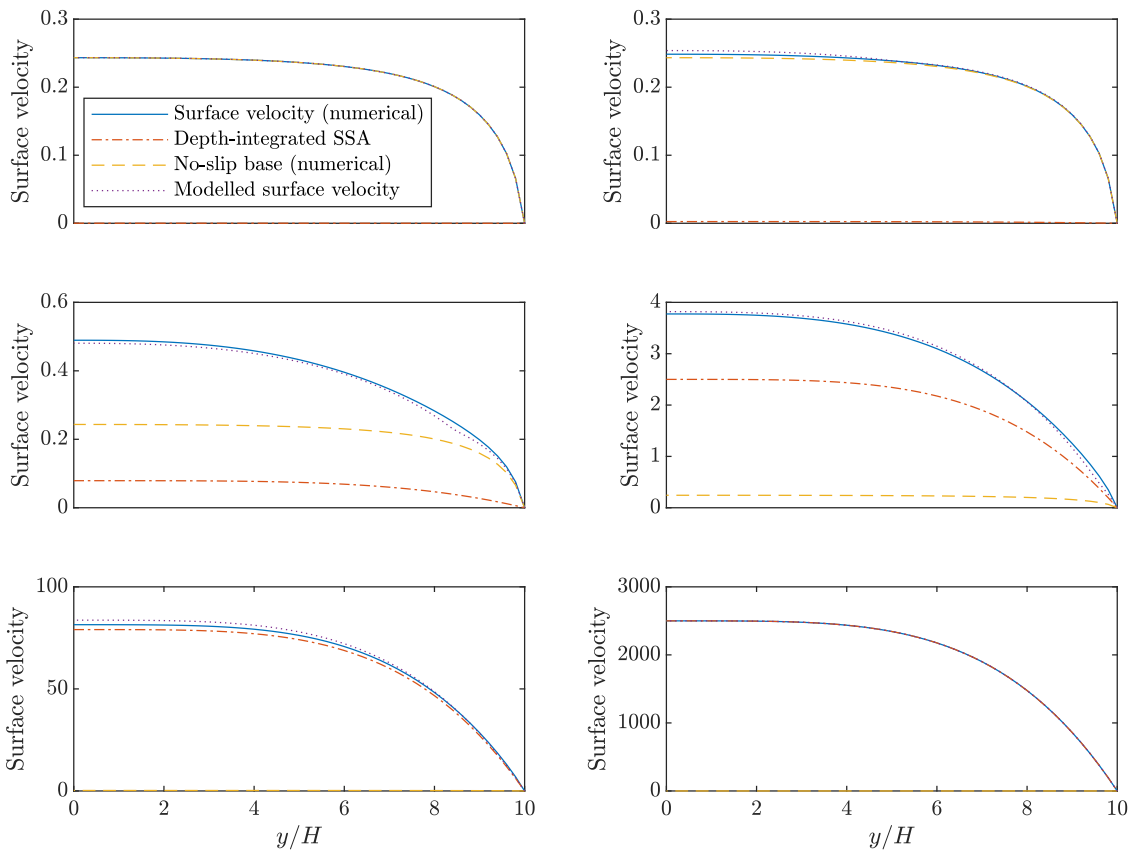 0.3
0.2
0.1
0
Surface velocity
Surface velocity (numerical)
Depth-integrated SSA
No-slip base (numerical)
Modelled surface velocity
0.3
0.2
0.1
0
Surface velocity
0.6
0.4
0.2
0
Surface velocity
4
3
2
1
0
Surface velocity
100
50
0
Surface velocity
0 2 4 6 8 10
y/H
3000
2000
1000
0
Surface velocity
0 2 4 6 8 10
y/H